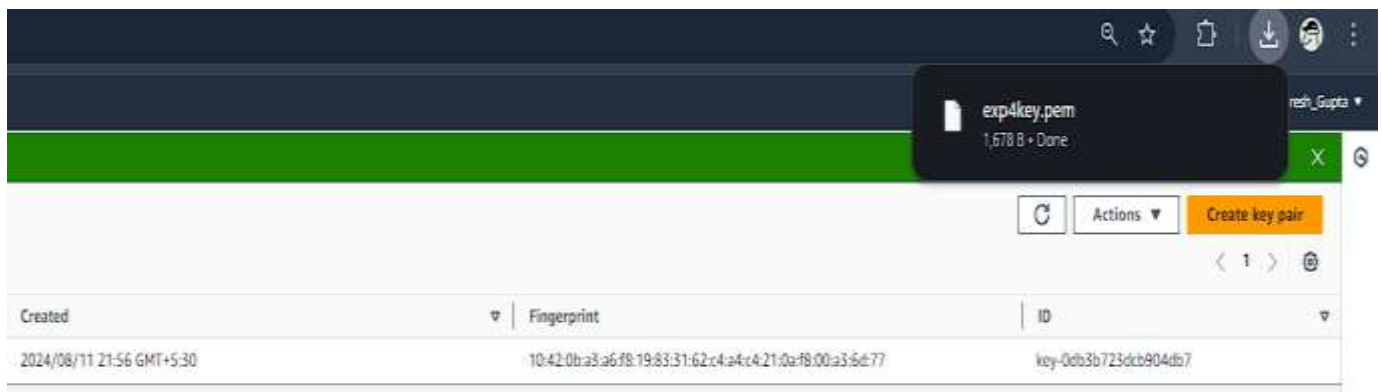 exp4key.pem
1,678 B • Done
resh_Gupta ▼
Actions ▼
Create key pair
1
Created
Fingerprint
ID
2024/08/11 21:56 GMT+5:30
10:42:0b:a3:a6:f8:19:83:31:62:c4:a4:c4:21:0a:f8:00:a3:6d:77
key-0db3b723dcb904db7